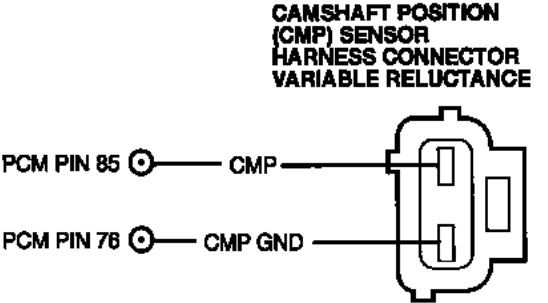 CAMSHAFT POSITION
(CMP) SENSOR
HARNESS CONNECTOR
VARIABLE RELUCTANCE
PCM PIN 85 CMP
PCM PIN 76 CMP GND